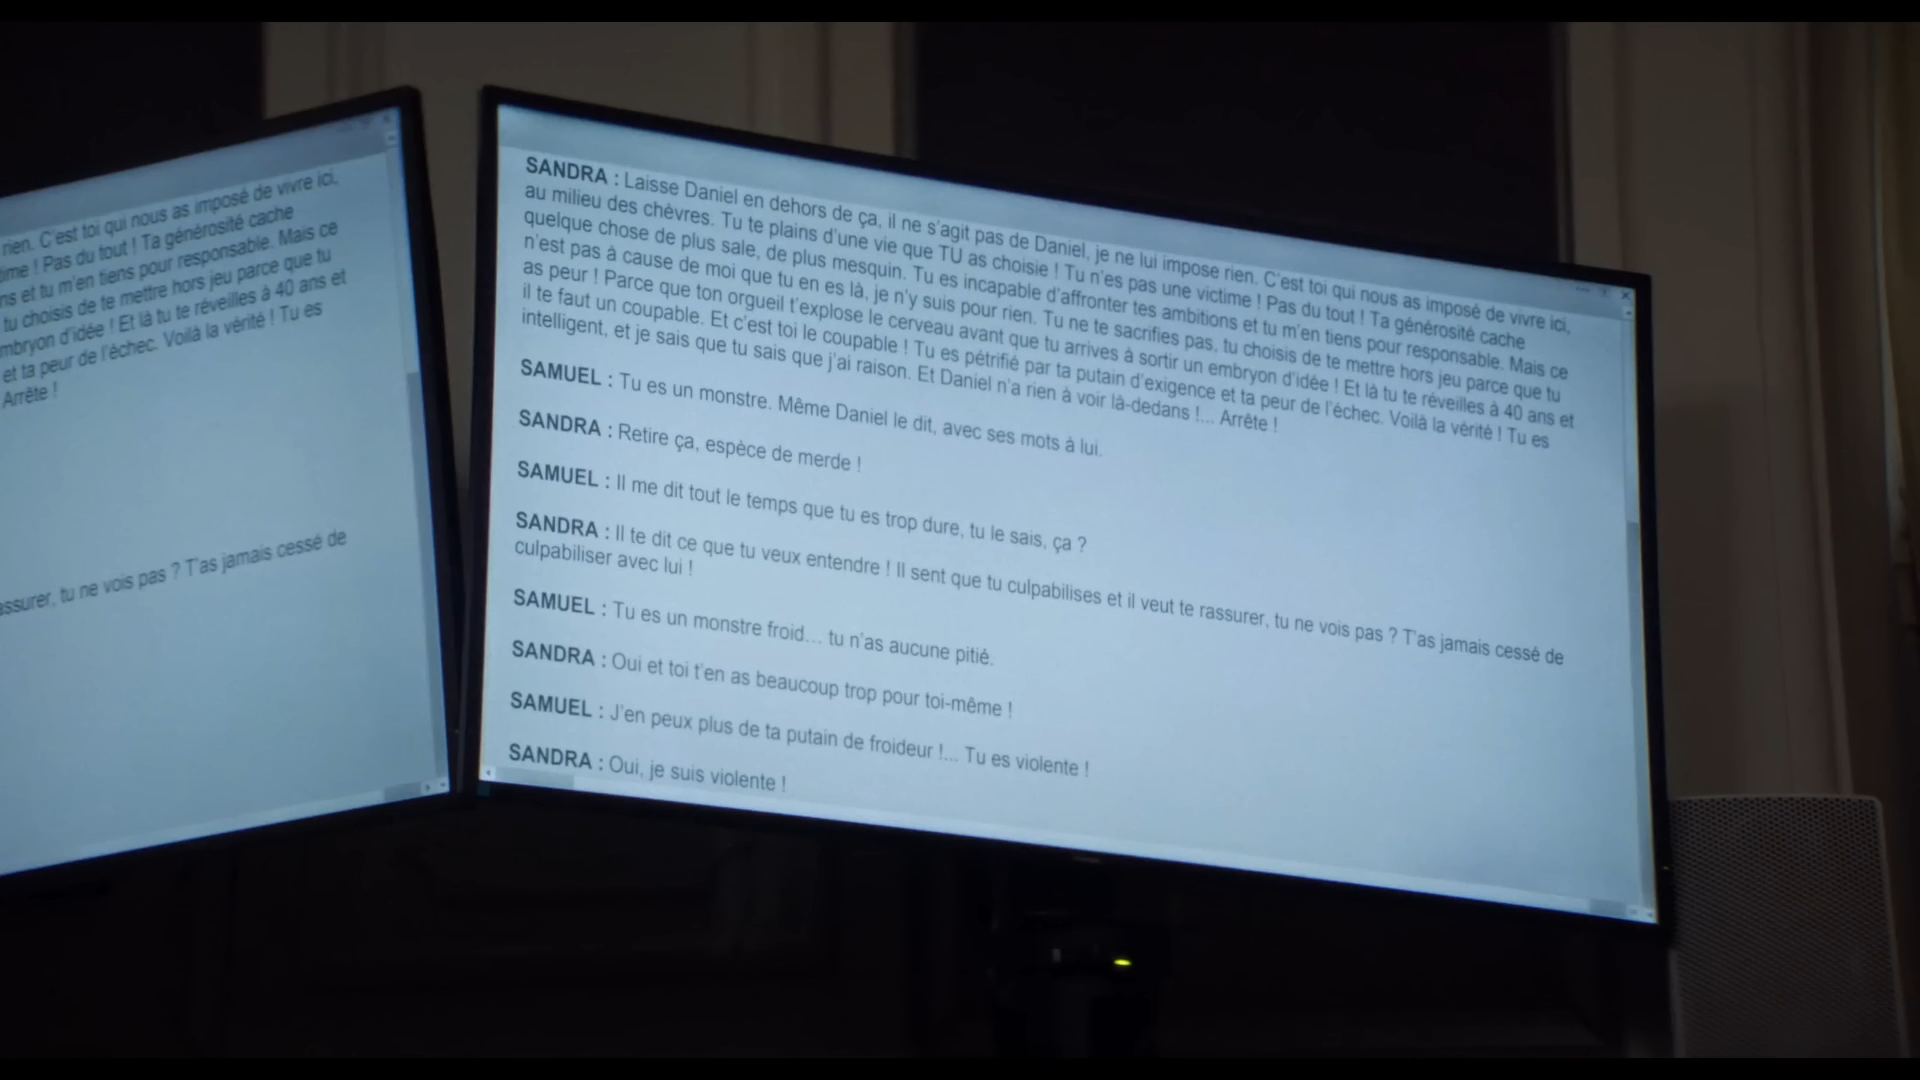 rien. C'est toi qui nous as imposé de vivre ici,
ime ! Pas du tout ! Ta générosité cache
ns et tu m'en tiens pour responsable. Mais ce
tu choisis de te mettre hors jeu parce que tu
mbryon d'idée ! Et là tu te réveilles à 40 ans et
et ta peur de l'échec. Voilà la vérité ! Tu es
Arrête !
assurer, tu ne vois pas ? T'as jamais cessé de
SANDRA : Laisse Daniel en dehors de ça, il ne s'agit pas de Daniel, je ne lui impose rien. C'est toi qui nous as imposé de vivre ici,
au milieu des chèvres. Tu te plains d'une vie que TU as choisie ! Tu n'es pas une victime ! Pas du tout ! Ta générosité cache
quelque chose de plus sale, de plus mesquin. Tu es incapable d'affronter tes ambitions et tu m'en tiens pour responsable. Mais ce
n'est pas à cause de moi que tu en es là, je n'y suis pour rien. Tu ne te sacrifies pas, tu choisis de te mettre hors jeu parce que tu
as peur ! Parce que ton orgueil t'explose le cerveau avant que tu arrives à sortir un embryon d'idée ! Et là tu te réveilles à 40 ans et
il te faut un coupable. Et c'est toi le coupable ! Tu es pétrifié par ta putain d'exigence et ta peur de l'échec. Voilà la vérité ! Tu es
intelligent, et je sais que tu sais que j'ai raison. Et Daniel n'a rien à voir là-dedans !... Arrête !
SAMUEL : Tu es un monstre. Même Daniel le dit, avec ses mots à lui.
SANDRA : Retire ça, espèce de merde !
SAMUEL : Il me dit tout le temps que tu es trop dure, tu le sais, ça ?
SANDRA : Il te dit ce que tu veux entendre ! Il sent que tu culpabilises et il veut te rassurer, tu ne vois pas ? T'as jamais cessé de
culpabiliser avec lui !
SAMUEL : Tu es un monstre froid... tu n'as aucune pitié.
SANDRA : Oui et toi t'en as beaucoup trop pour toi-même !
SAMUEL : J'en peux plus de ta putain de froideur !... Tu es violente !
SANDRA : Oui, je suis violente !